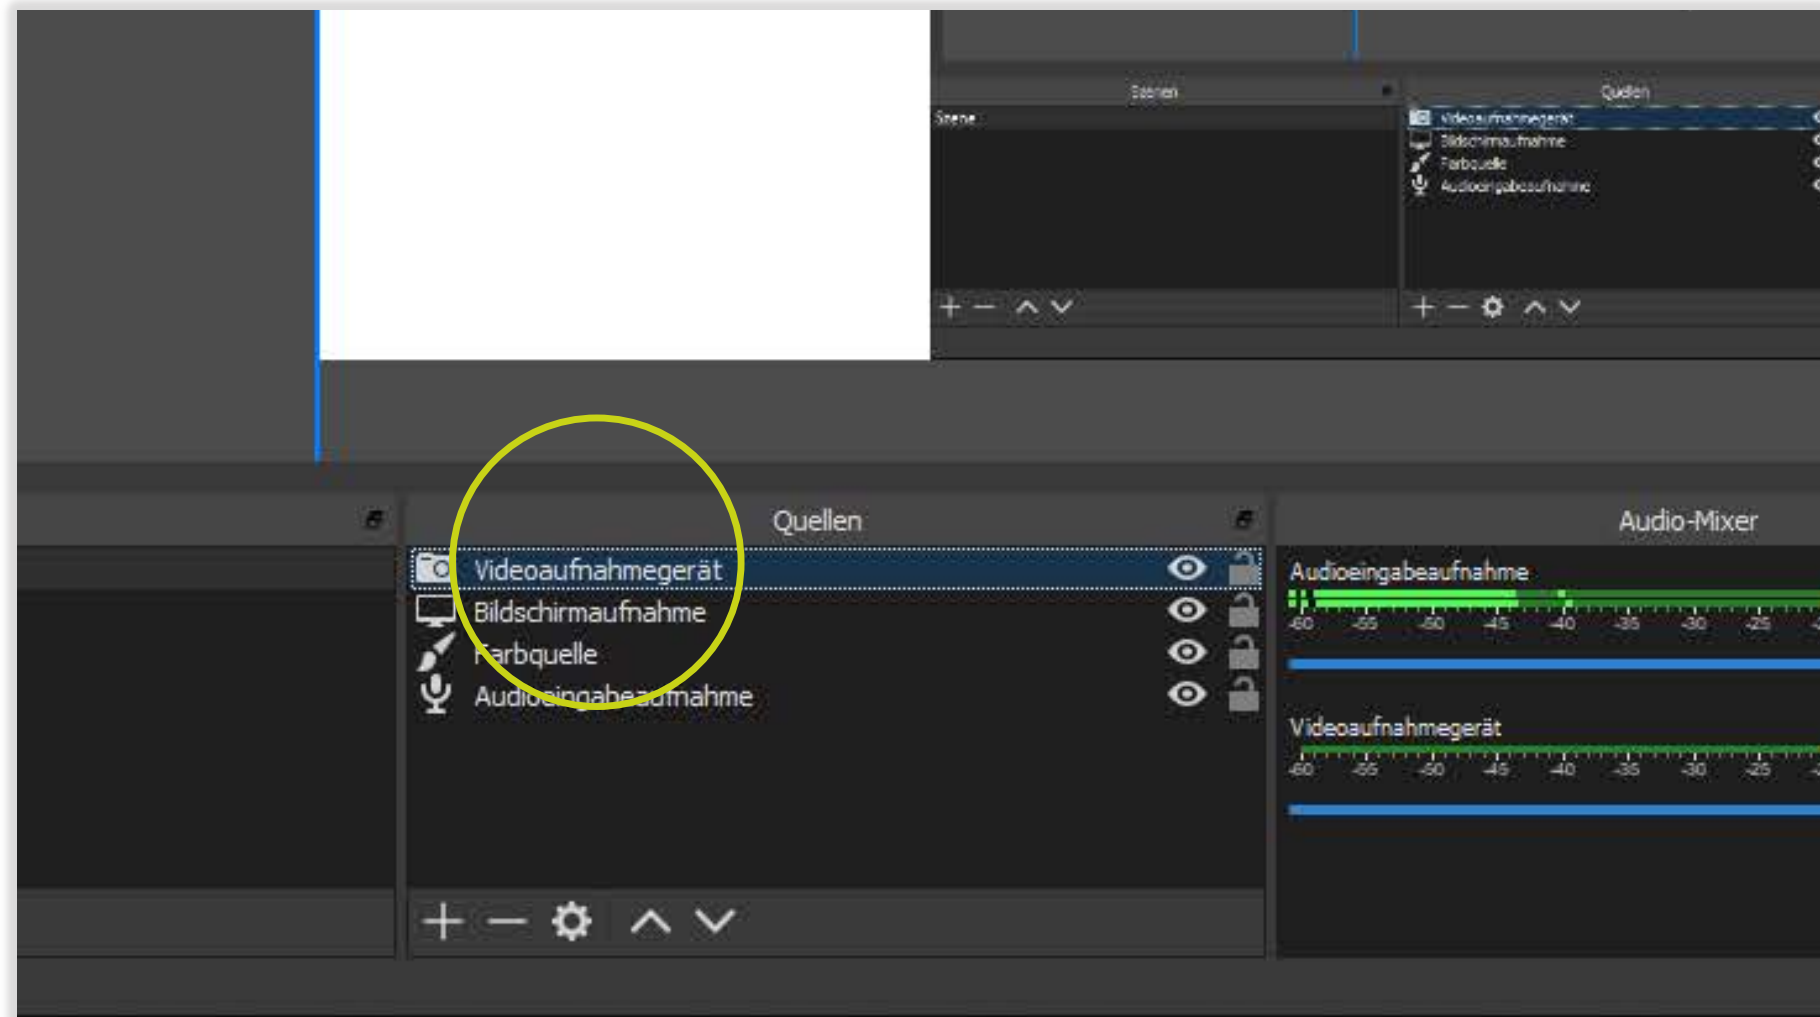 Szenen
Quellen
Szene
Videoaufnahmegerät
Bildschirmaufnahme
Farbquelle
Audioeingabeaufnahme
Quellen
Audio-Mixer
Videoaufnahmegerät
Bildschirmaufnahme
Farbquelle
Audioeingabeaufnahme
Audioeingabeaufnahme
-60 -55 -50 -45 -40 -35 -30 -25
Videoaufnahmegerät
-60 -55 -50 -45 -40 -35 -30 -25